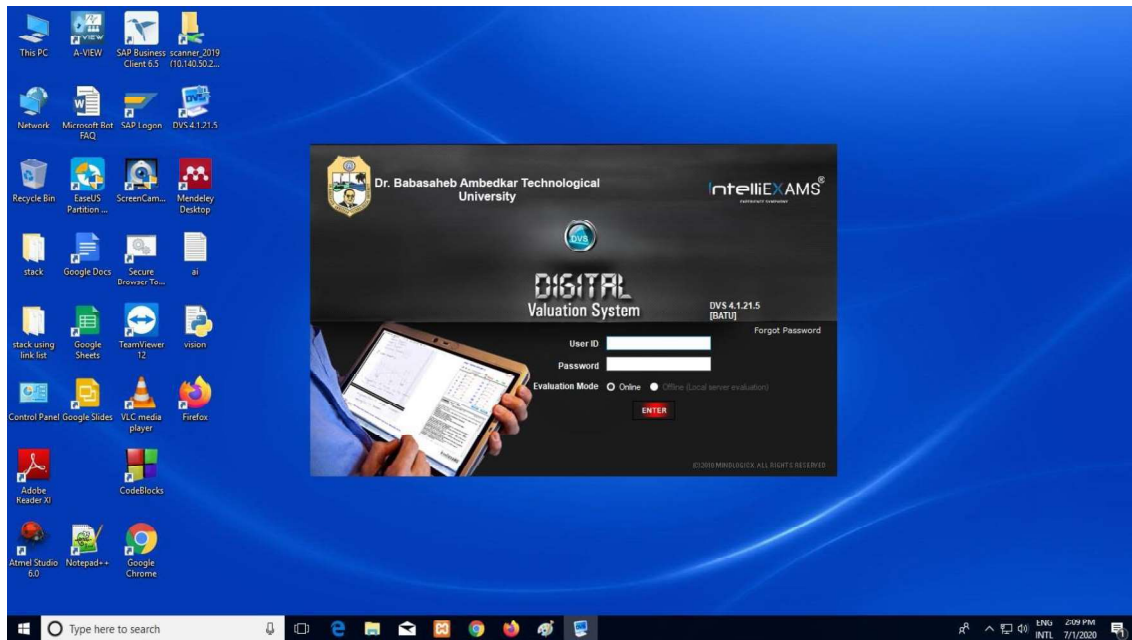 This PC
A-VIEW
SAP Business
Client 6.5
scanner_2019
(10.140.50.2...
Network
Microsoft Bot
FAQ
SAP Logon
DVS 4.1.21.5
Recycle Bin
EaseUS
Partition ...
ScreenCam...
Mendeley
Desktop
stack
Google Docs
Secure
Browser To...
ai
stack using
link list
Google
Sheets
TeamViewer
12
vision
Control Panel
Google Slides
VLC media
player
Firefox
Adobe
Reader XI
CodeBlocks
Atmel Studio
6.0
Notepad++
Google
Chrome
Dr. Babasaheb Ambedkar Technological
University
IntelliEXAMS®
DVS
DIGITAL
Valuation System
DVS 4.1.21.5
[BATU]
Forgot Password
User ID
Password
Evaluation Mode
Online
Offline (Local server evaluation)
ENTER
(C)2010 MINDLOGICX. ALL RIGHTS RESERVED
Type here to search
ENG
INTL
2:09 PM
7/1/2020